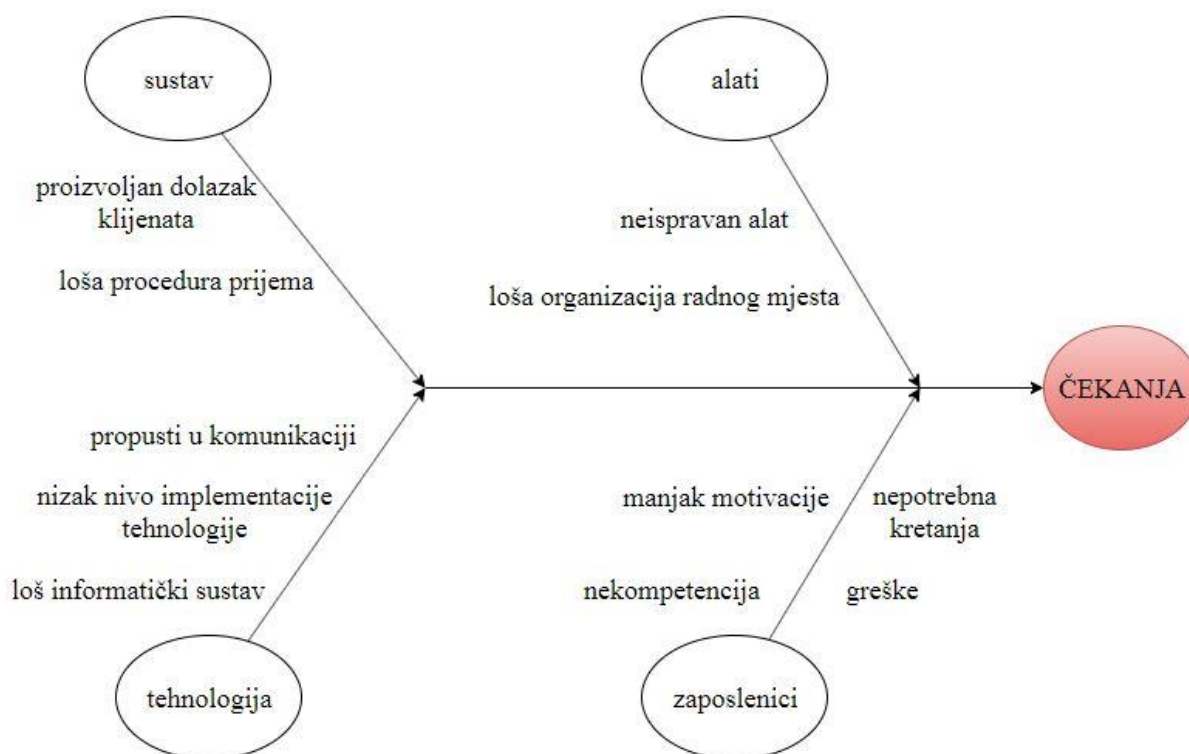 sustav
alati
proizvoljan dolazak
klijenata
loša procedura prijema
neispravan alat
loša organizacija radnog mjesta
ČEKANJA
propusti u komunikaciji
nizak nivo implementacije
tehnologije
loš informatički sustav
manjak motivacije
nepotrebna
kretanja
nekompetencija
greške
tehnologija
zaposlenici